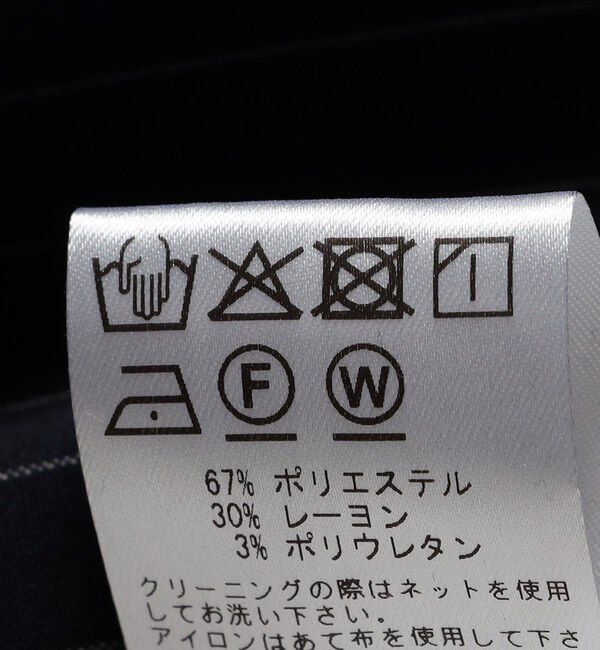 F W
67% ポリエステル
30% レーヨン
3% ポリウレタン
クリーニングの際はネットを使用
してお洗い下さい。
アイロンはあて布を使用して下さ